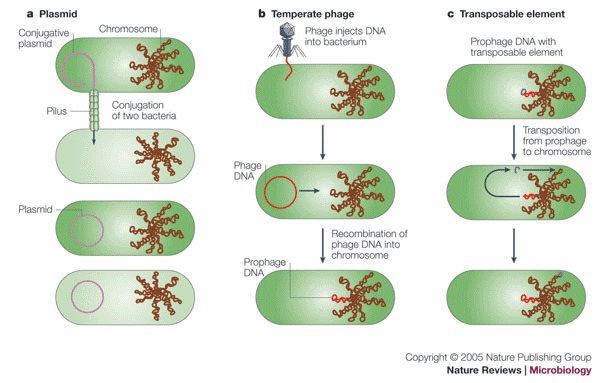 a Plasmid
Conjugative
plasmid
Chromosome
Pilus
Conjugation
of two bacteria
Plasmid
b Temperate phage
Phage injects DNA
into bacterium
Phage
DNA
Recombination of
phage DNA into
chromosome
Prophage
DNA
c Transposable element
Prophage DNA with
transposable element
Transposition
from prophage
to chromosome
Copyright © 2005 Nature Publishing Group
Nature Reviews | Microbiology